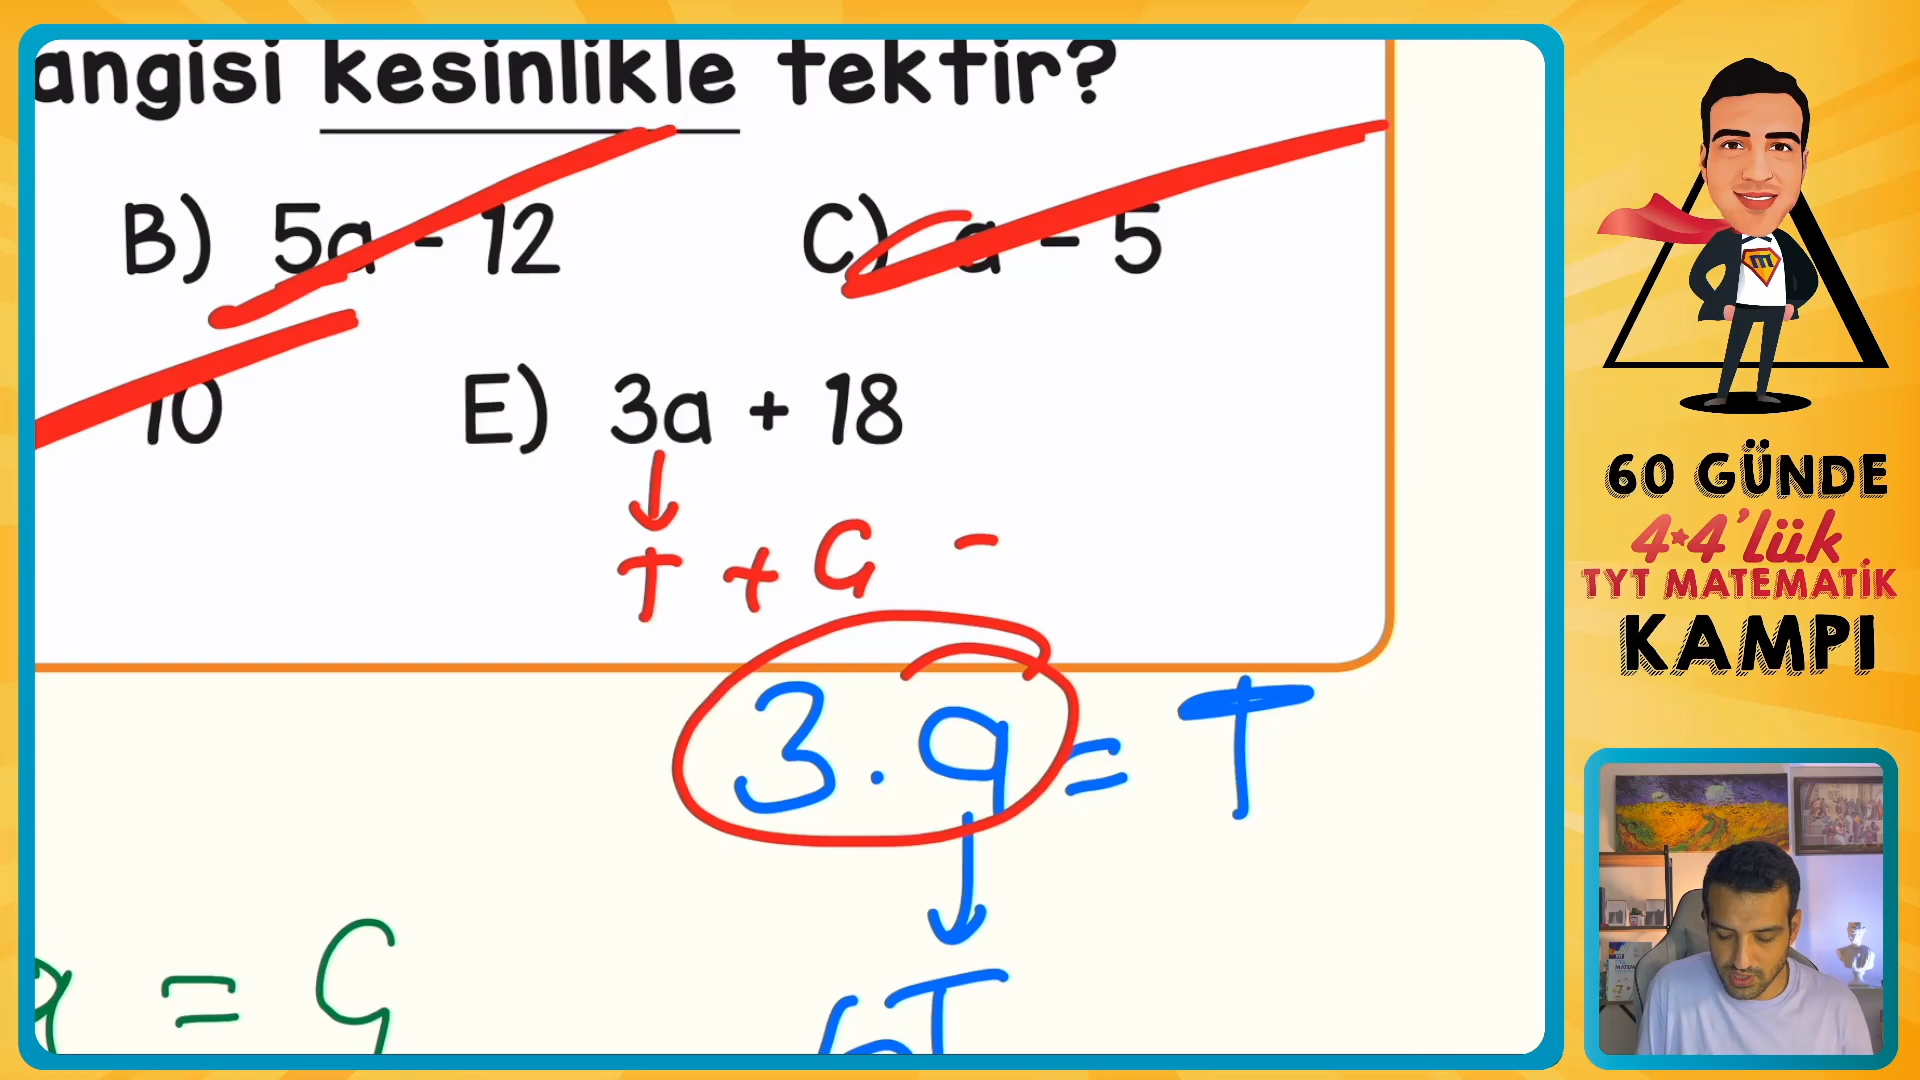 angisi kesinlikle tektir?
B) 5a - 12
C) a - 5
10
E) 3a + 18
T + G -
3.a = T
= G
60 GÜNDE
4★4'lük
TYT MATEMATİK
KAMPI